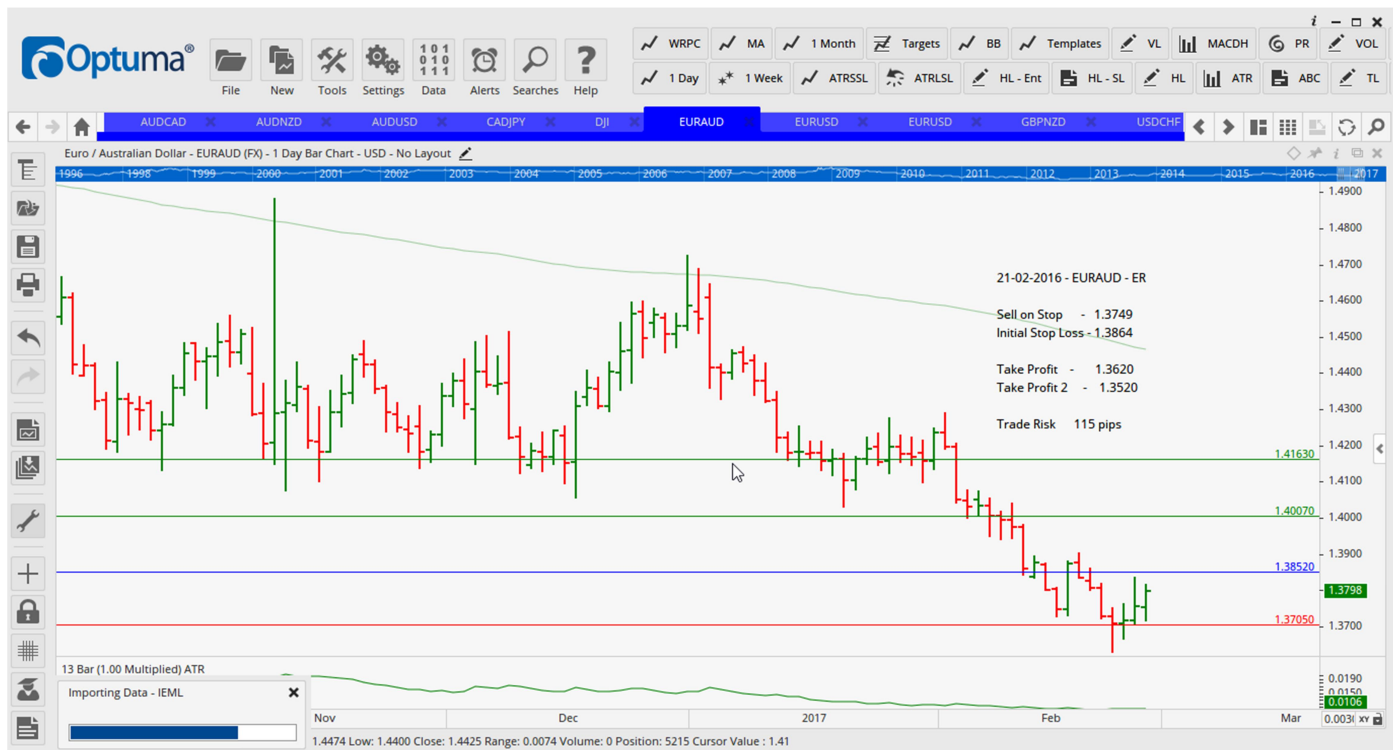 Optuma®
File
New
Tools
Settings
101
010
111
Data
Alerts
Searches
Help
WRPC
MA
1 Month
Targets
BB
Templates
VL
MACDH
PR
VOL
1 Day
1 Week
ATRSSL
ATRLSL
HL - Ent
HL - SL
HL
ATR
ABC
TL
AUDCAD
AUDNZD
AUDUSD
CADJPY
DJI
EURAUD
EURUSD
EURUSD
GBPNZD
USDCHF
Euro / Australian Dollar - EURAUD (FX) - 1 Day Bar Chart - USD - No Layout
1996 1998 1999 2000 2001 2002 2003 2004 2005 2006 2007 2008 2009 2010 2011 2012 2013 2014 2015 2016 2017
1.4900
1.4800
1.4700
1.4600
1.4500
1.4400
1.4300
1.4200
1.4100
1.4000
1.3900
1.3798
1.3700
21-02-2016 - EURAUD - ER
Sell on Stop - 1.3749
Initial Stop Loss - 1.3864
Take Profit - 1.3620
Take Profit 2 - 1.3520
Trade Risk 115 pips
1.41630
1.40070
1.38520
1.37050
13 Bar (1.00 Multiplied) ATR
0.0190
0.0150
0.0106
Importing Data - IEML
Nov Dec 2017 Feb Mar
XY
1.4474 Low: 1.4400 Close: 1.4425 Range: 0.0074 Volume: 0 Position: 5215 Cursor Value : 1.41